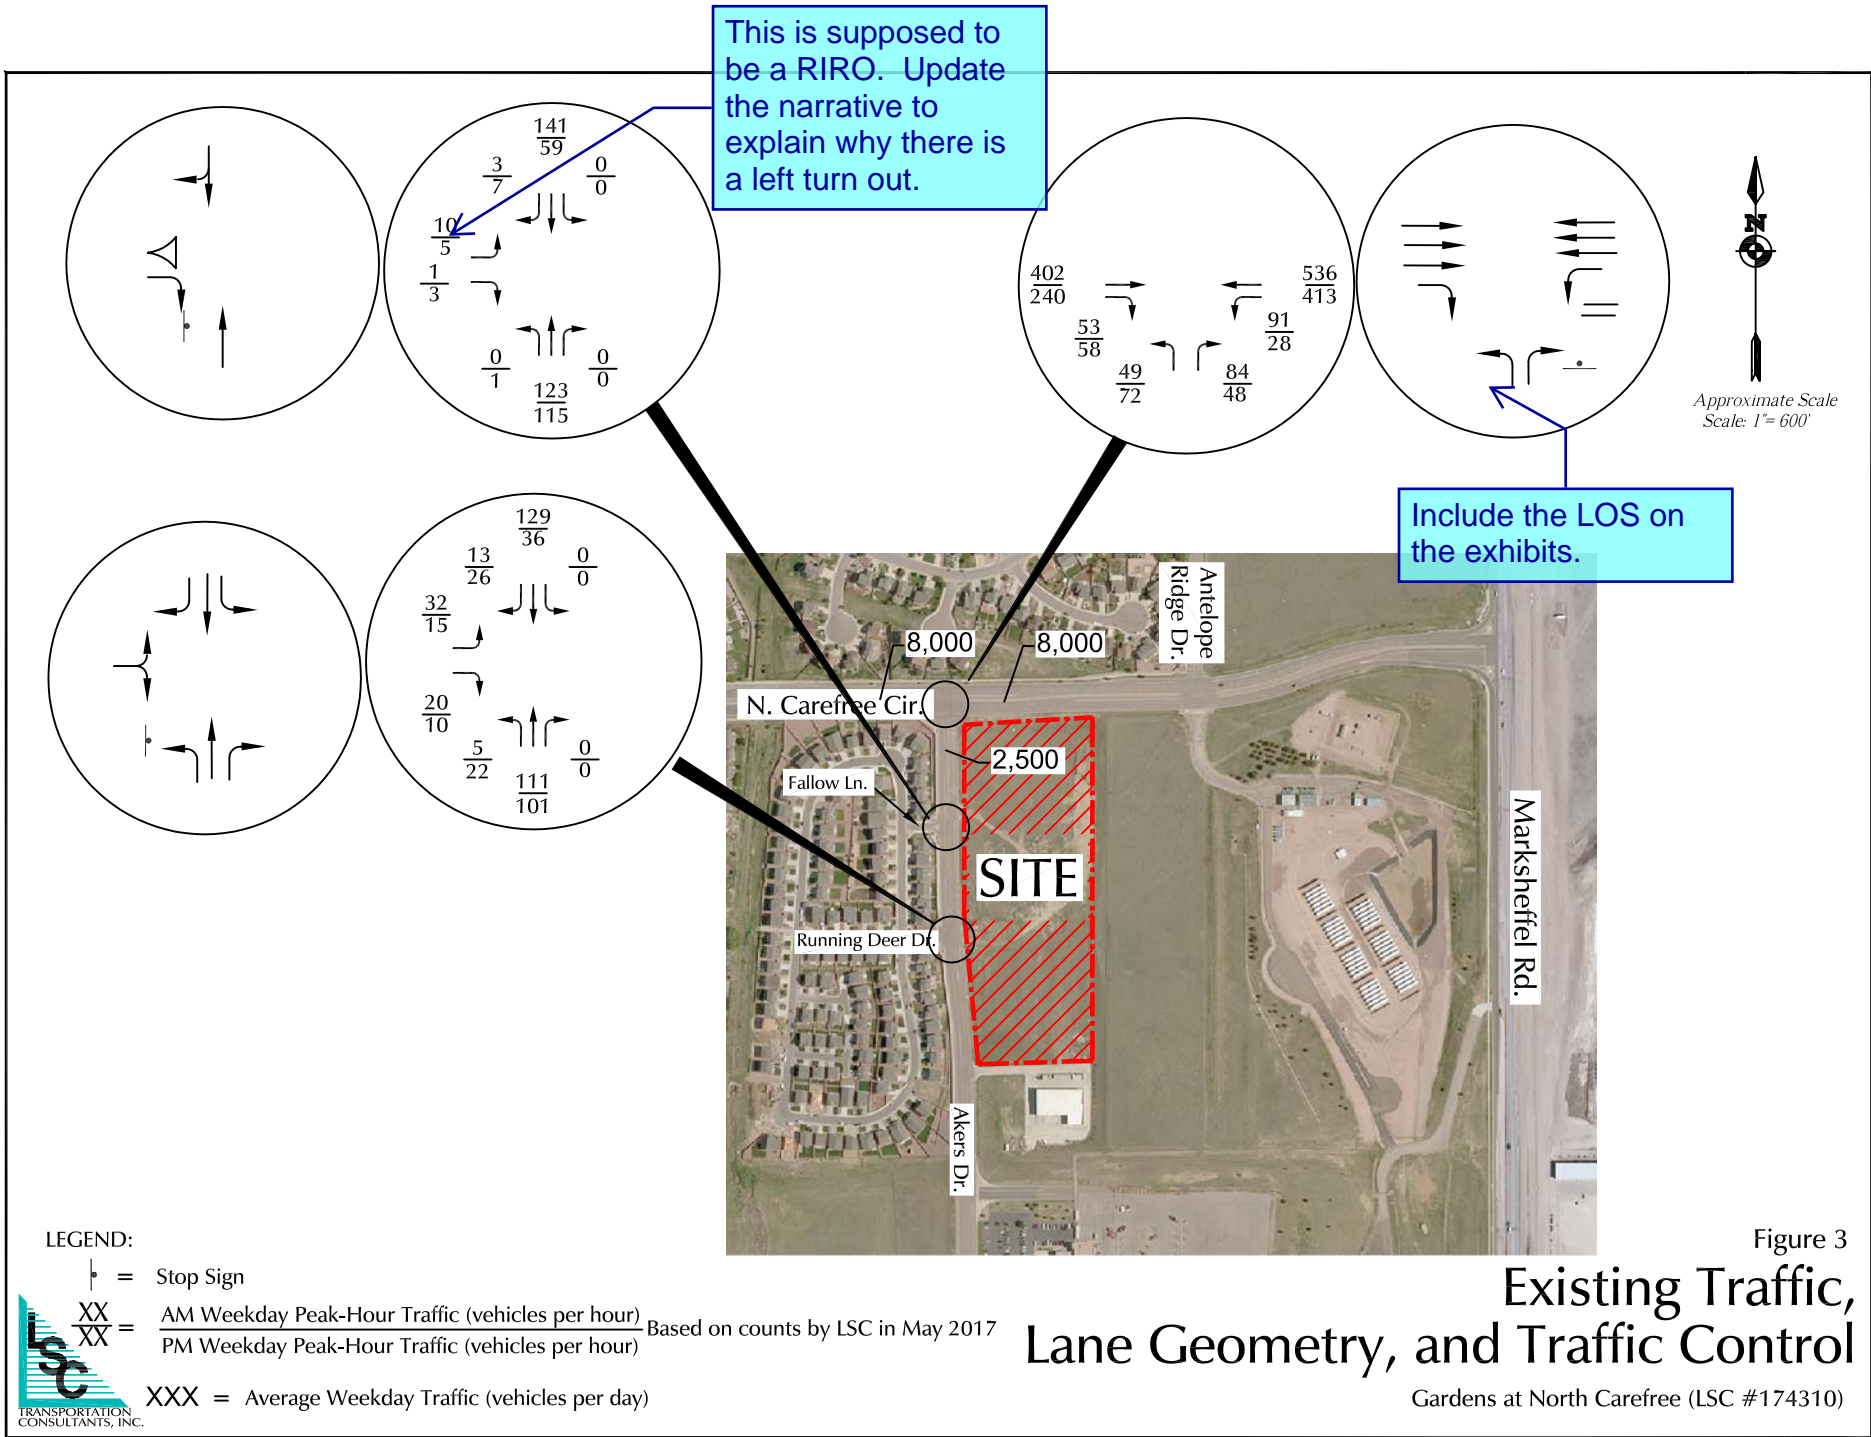 This is supposed to
be a RIRO. Update
the narrative to
explain why there is
a left turn out.
141
59
3
7
0
0
10
5
1
3
0
1
0
0
123
115
402
240
536
413
53
58
91
28
49
72
84
48
N
Approximate Scale
Scale: 1"= 600'
Include the LOS on
the exhibits.
129
36
13
26
0
0
32
15
20
10
5
22
0
0
111
101
Antelope
Ridge Dr.
8,000
8,000
N. Carefree Cir.
2,500
Fallow Ln.
SITE
Running Deer Dr.
Marksheffel Rd.
Akers Dr.
LEGEND:
= Stop Sign
XX
XX
=
AM Weekday Peak-Hour Traffic (vehicles per hour)
PM Weekday Peak-Hour Traffic (vehicles per hour)
Based on counts by LSC in May 2017
XXX = Average Weekday Traffic (vehicles per day)
LSC
TRANSPORTATION
CONSULTANTS, INC.
Figure 3
Existing Traffic,
Lane Geometry, and Traffic Control
Gardens at North Carefree (LSC #174310)